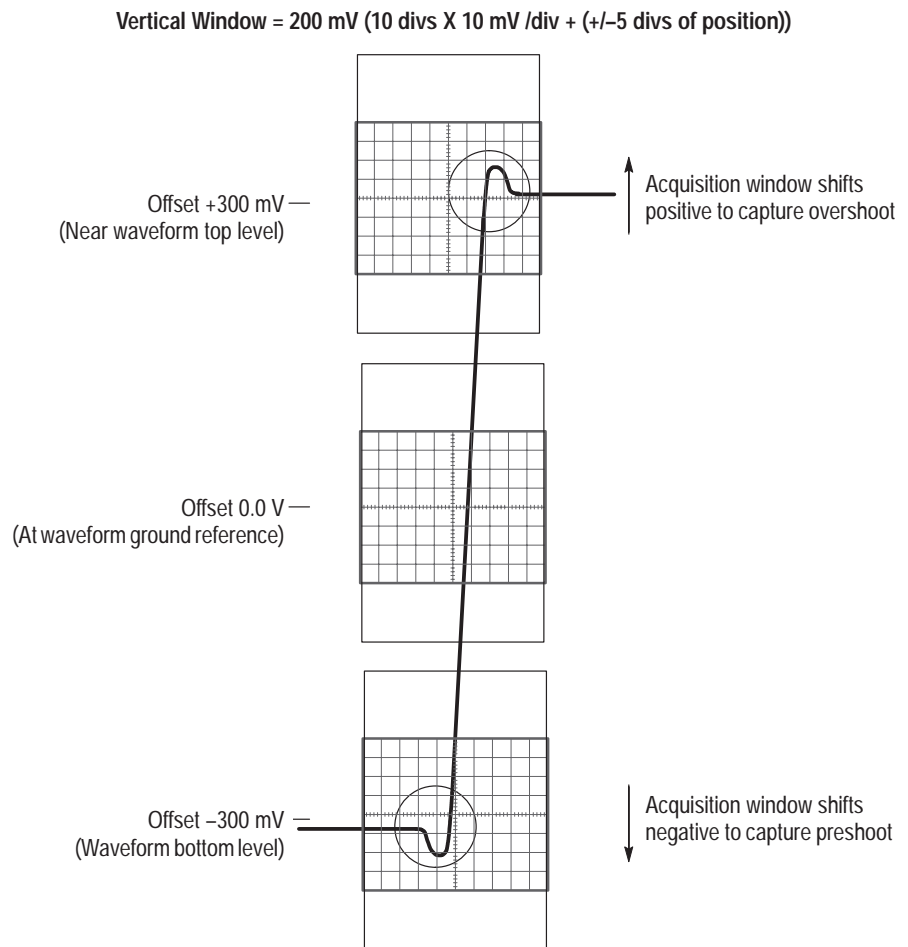 Vertical Window = 200 mV (10 divs X 10 mV /div + (+/–5 divs of position))
Offset +300 mV
(Near waveform top level)
Acquisition window shifts
positive to capture overshoot
Offset 0.0 V
(At waveform ground reference)
Offset –300 mV
(Waveform bottom level)
Acquisition window shifts
negative to capture preshoot